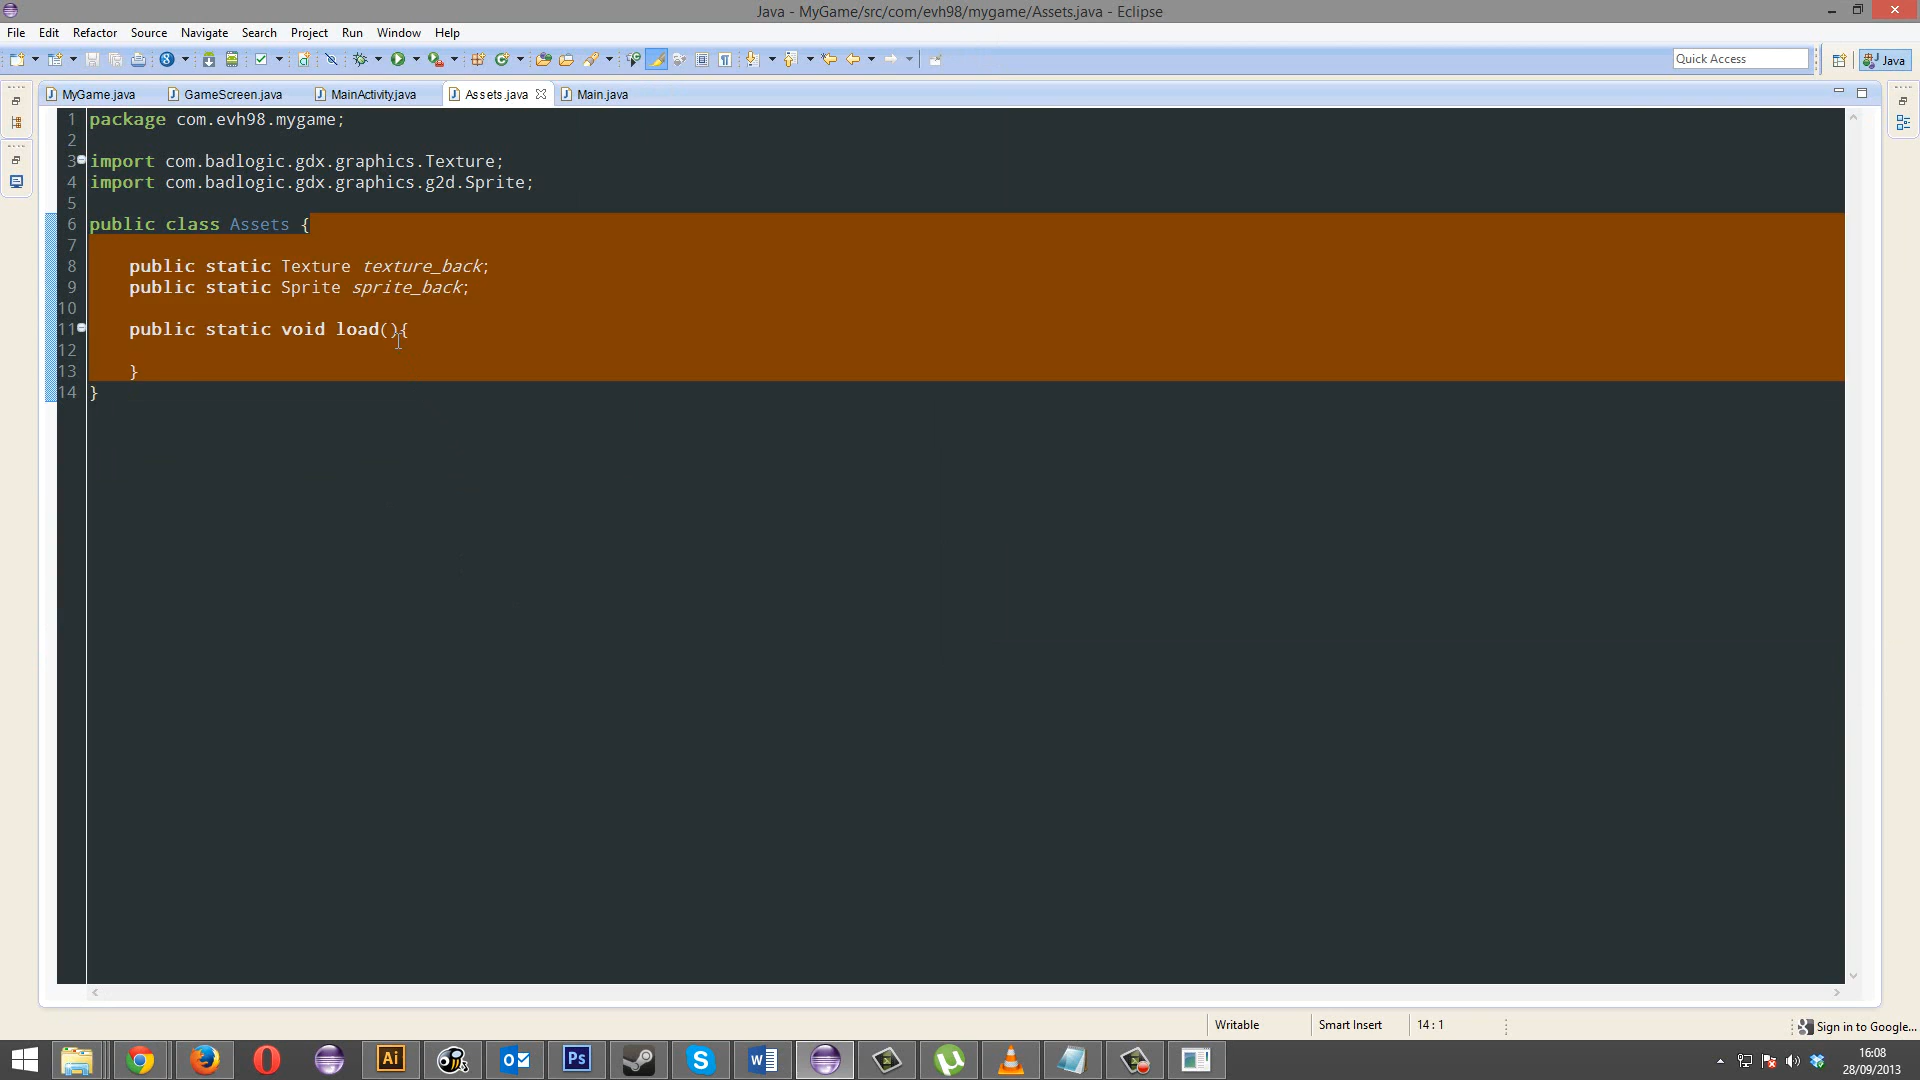 Java - MyGame/src/com/evh98/mygame/Assets.java - Eclipse
File Edit Refactor Source Navigate Search Project Run Window Help
Quick Access
Java
MyGame.java GameScreen.java MainActivity.java Assets.java Main.java
1 package com.evh98.mygame;
2
3 import com.badlogic.gdx.graphics.Texture;
4 import com.badlogic.gdx.graphics.g2d.Sprite;
5
6 public class Assets {
7
8 public static Texture texture_back;
9 public static Sprite sprite_back;
10
11 public static void load(){
12
13 }
14 }
Writable Smart Insert 14 : 1
Sign in to Google...
Ai Ps
16:08
28/09/2013